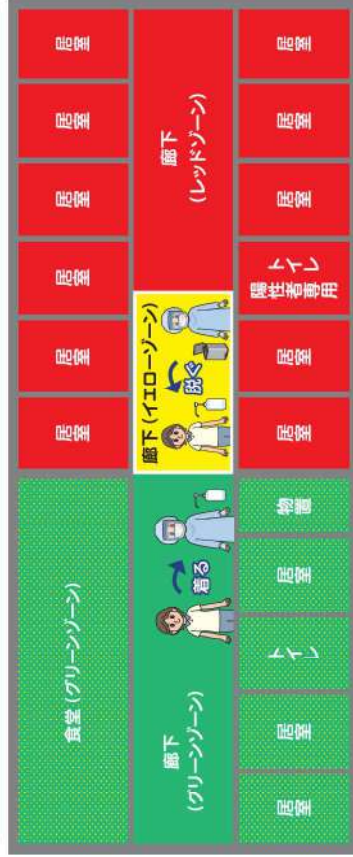 食堂（グリーンゾーン）
居室
居室
居室
居室
居室
居室
廊下
（グリーンゾーン）
着る
廊下（イエローゾーン）
脱ぐ
廊下
（レッドゾーン）
居室
居室
トイレ
居室
物置
居室
居室
トイレ
陽性者専用
居室
居室
居室